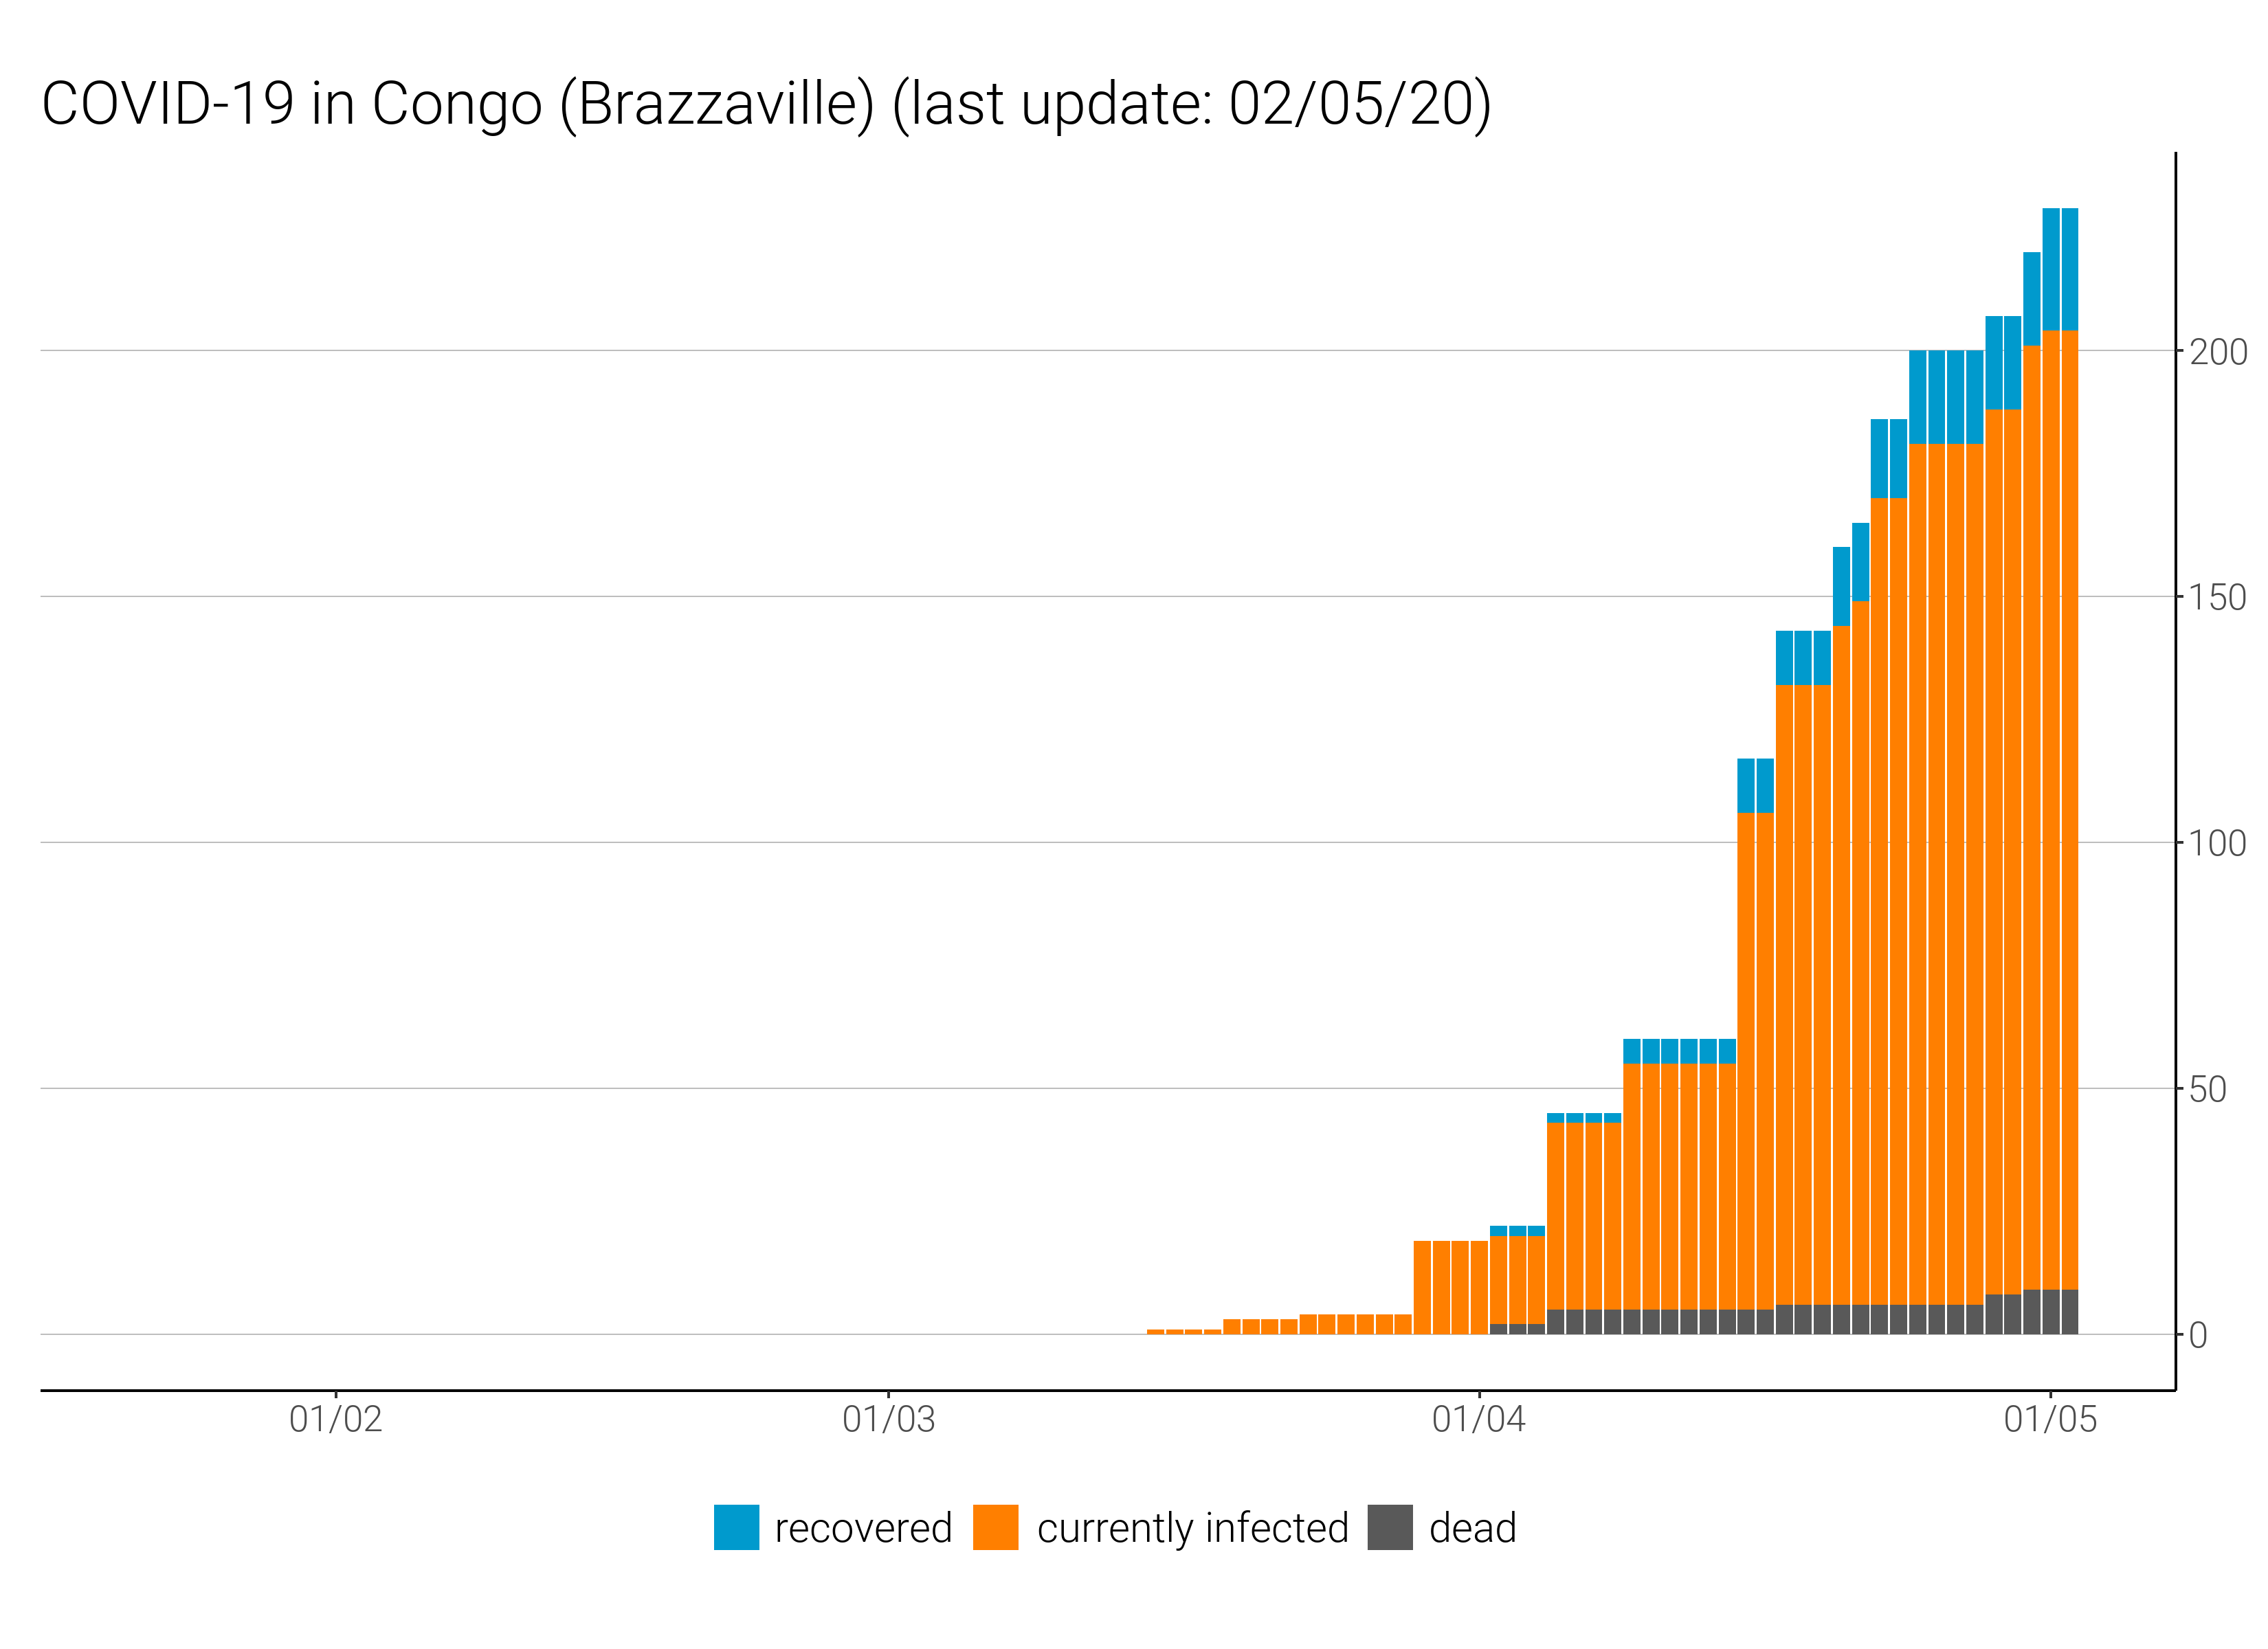 COVID-19 in Congo (Brazzaville) (last update: 02/05/20)
200
150
100
50
0
01/02 01/03 01/04 01/05
recovered currently infected dead